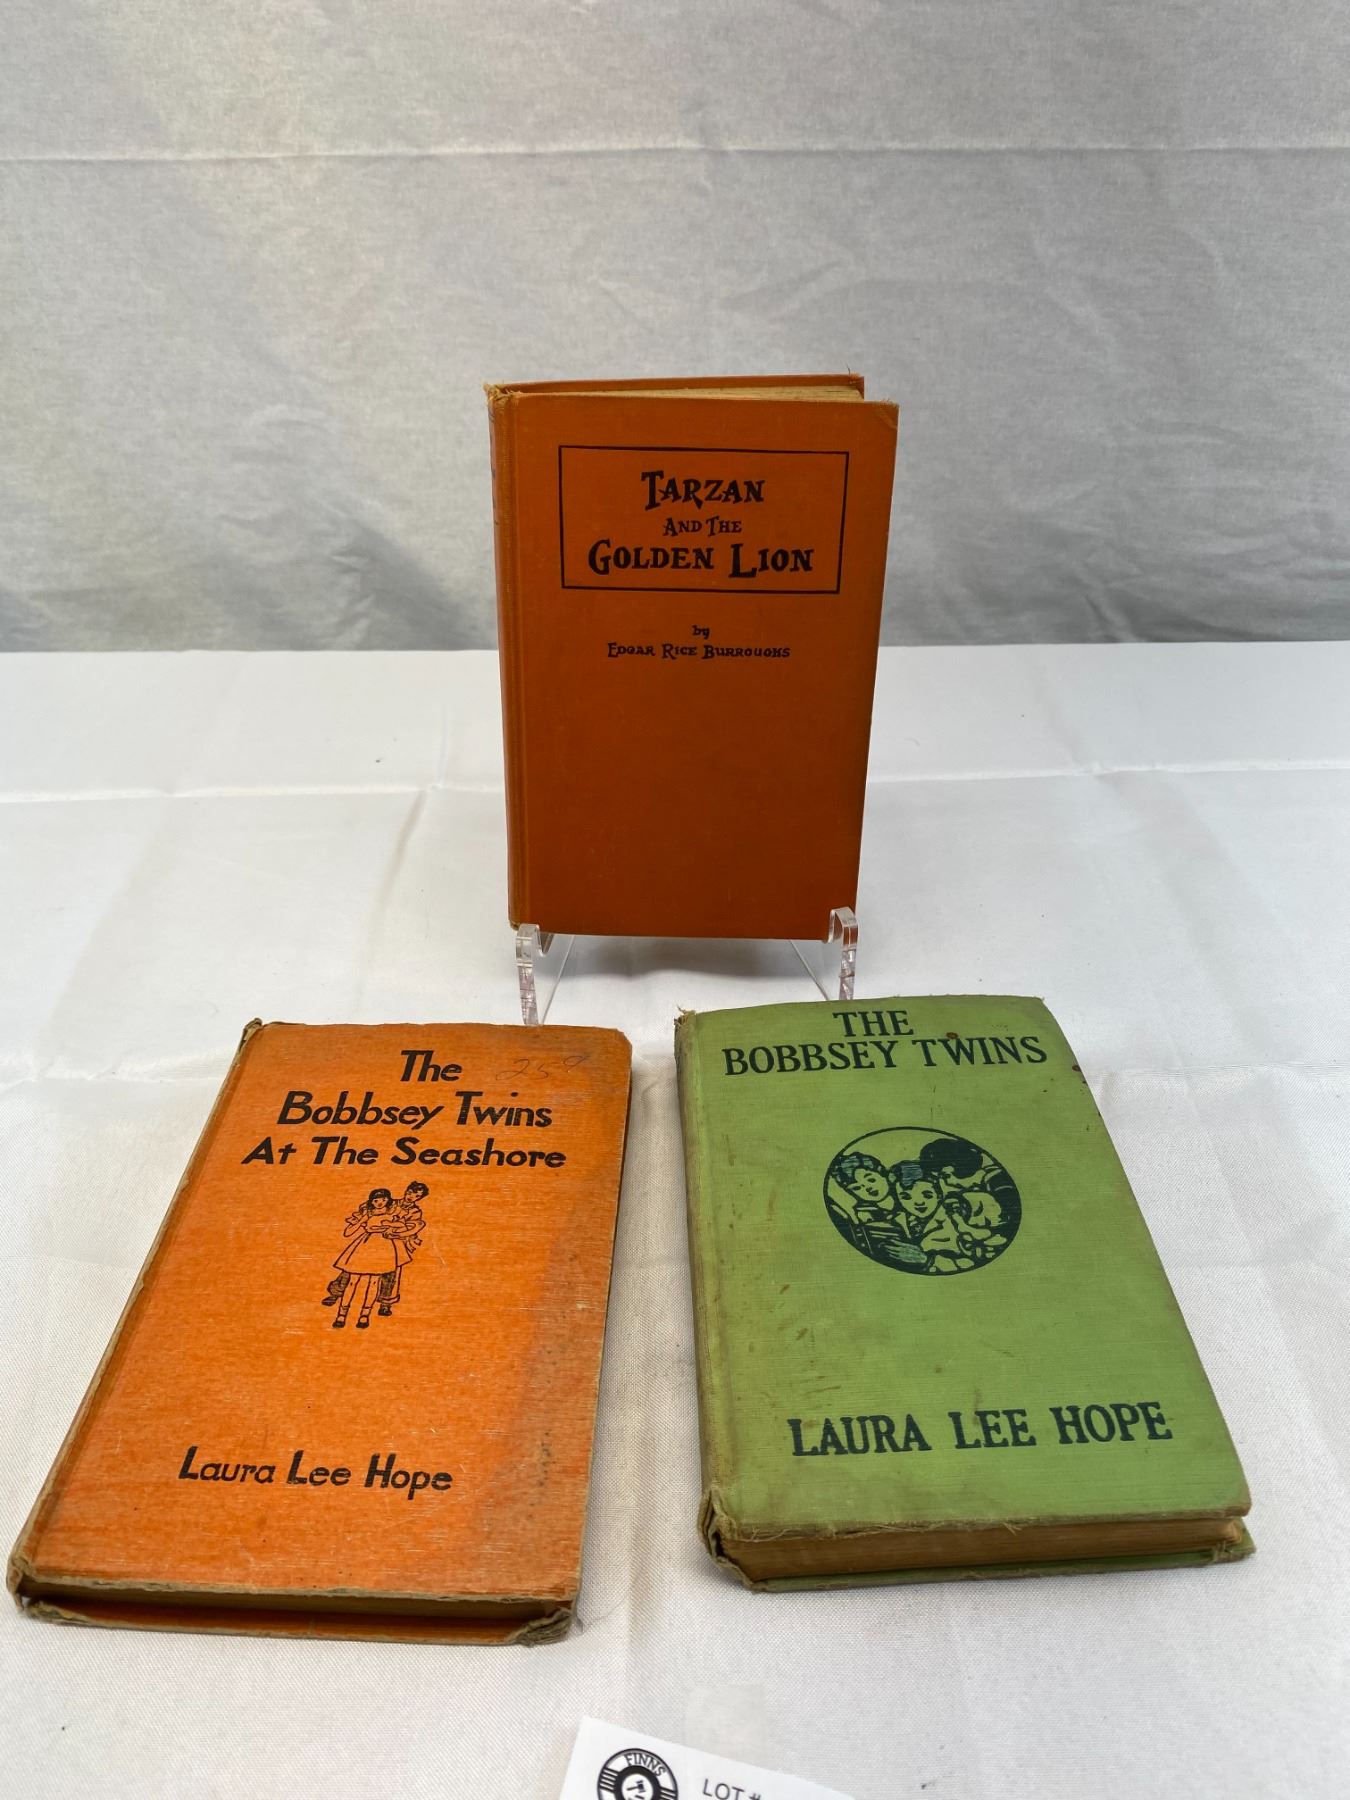 TARZAN
AND THE
GOLDEN LION
by
EDGAR RICE BURROUGHS
The
Bobbsey Twins
At The Seashore
Laura Lee Hope
THE
BOBBSEY TWINS
LAURA LEE HOPE
FINNS
LOT #